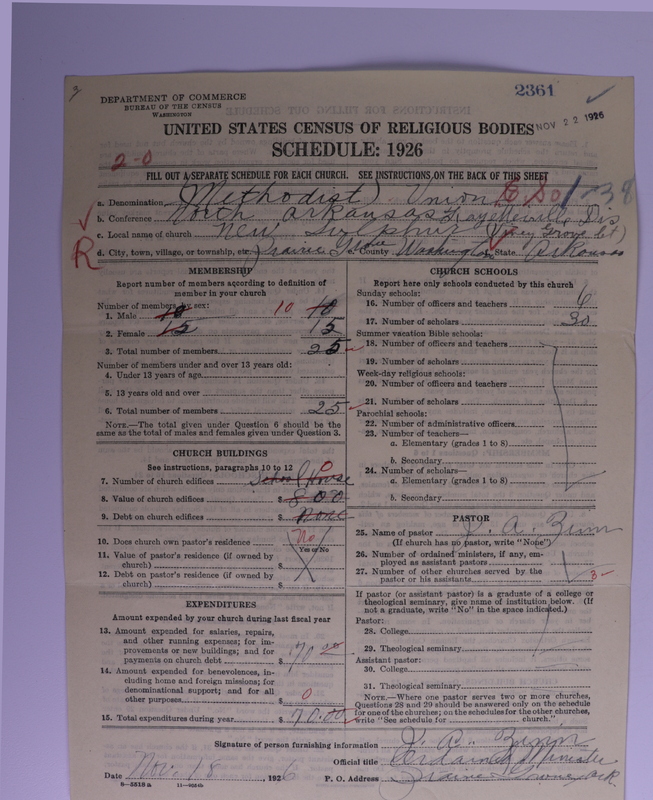 2361
DEPARTMENT OF COMMERCE
BUREAU OF THE CENSUS
WASHINGTON
NOV 22 1926
UNITED STATES CENSUS OF RELIGIOUS BODIES
SCHEDULE: 1926
2-0
FILL OUT A SEPARATE SCHEDULE FOR EACH CHURCH. SEE INSTRUCTIONS ON THE BACK OF THIS SHEET
a. Denomination (Methodist) Union
b. Conference North Arkansas Fayetteville Dis
c. Local name of church New Sulphur
R
d. City, town, village, or township, etc. Prairie Grove e. County Washington State Arkansas
MEMBERSHIP
Report number of members according to definition of member in your church
Number of members by sex:
1. Male 10 10
2. Female 15 15
3. Total number of members 25
Number of members under and over 13 years old:
4. Under 13 years of age
5. 13 years old and over
6. Total number of members 25
NOTE.—The total given under Question 6 should be the same as the total of males and females given under Question 3.
CHURCH BUILDINGS
See instructions, paragraphs 10 to 12
7. Number of church edifices School House
8. Value of church edifices $ 800
9. Debt on church edifices $ None
10. Does church own pastor's residence No
Yes or No
11. Value of pastor's residence (if owned by church) $
12. Debt on pastor's residence (if owned by church) $
EXPENDITURES
Amount expended by your church during last fiscal year
13. Amount expended for salaries, repairs, and other running expenses; for improvements or new buildings; and for payments on church debt $ 70.00
14. Amount expended for benevolences, including home and foreign missions; for denominational support; and for all other purposes $ 0
15. Total expenditures during year $ 70.00
CHURCH SCHOOLS
Report here only schools conducted by this church
Sunday schools:
16. Number of officers and teachers 6
17. Number of scholars 30
Summer vacation Bible schools:
18. Number of officers and teachers
19. Number of scholars
Week-day religious schools:
20. Number of officers and teachers
21. Number of scholars
Parochial schools:
22. Number of administrative officers
23. Number of teachers—
a. Elementary (grades 1 to 8)
b. Secondary
24. Number of scholars—
a. Elementary (grades 1 to 8)
b. Secondary
PASTOR
25. Name of pastor J. A.
(If church has no pastor, write "None")
26. Number of ordained ministers, if any, employed as assistant pastors
27. Number of other churches served by the pastor or his assistants
If pastor (or assistant pastor) is a graduate of a college or theological seminary, give name of institution below. (If not a graduate, write "No" in the space indicated.)
Pastor:
28. College
29. Theological seminary
Assistant pastor:
30. College
31. Theological seminary
NOTE.—Where one pastor serves two or more churches, Questions 28 and 29 should be answered only on the schedule for one of the churches; on the schedules for the other churches, write "See schedule for church."
Signature of person furnishing information J. A.
Official title Ordained Minister
Date Nov. 18, 1926 P. O. Address Prairie Grove, Ark.
8-5518 a